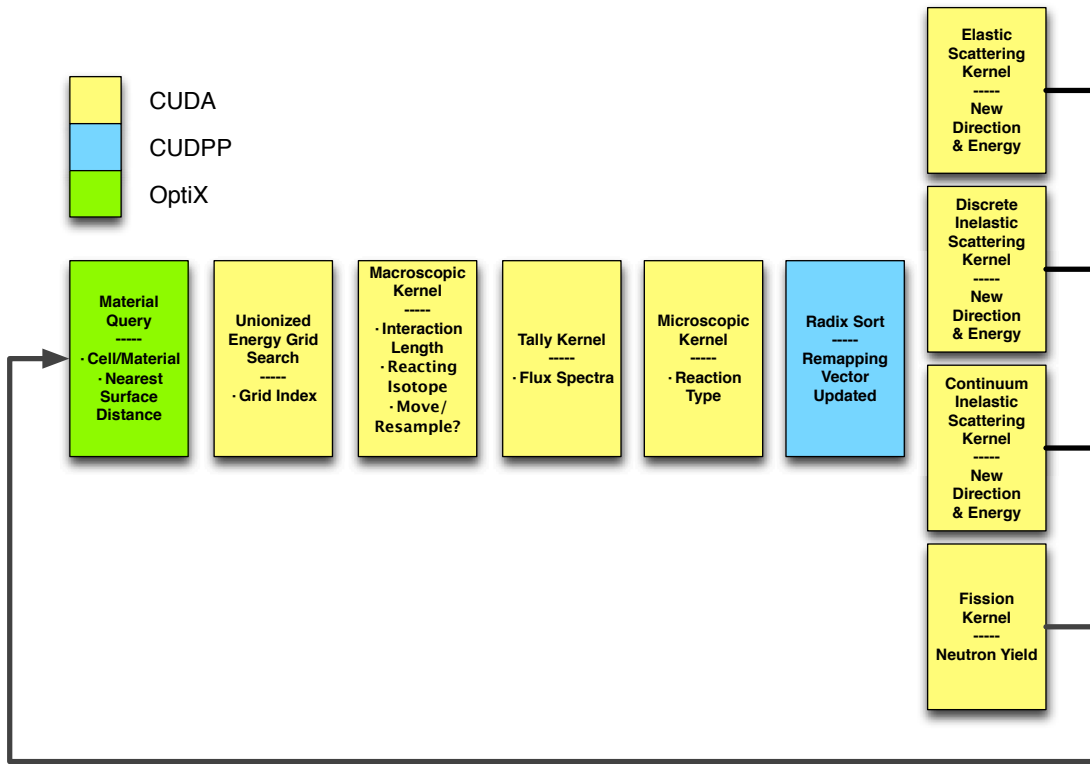 CUDA
CUDPP
OptiX
Material
Query
-----
· Cell/Material
· Nearest
Surface
Distance
Unionized
Energy Grid
Search
-----
· Grid Index
Macroscopic
Kernel
-----
· Interaction
Length
· Reacting
Isotope
· Move/
Resample?
Tally Kernel
-----
· Flux Spectra
Microscopic
Kernel
-----
· Reaction
Type
Radix Sort
-----
Remapping
Vector
Updated
Elastic
Scattering
Kernel
-----
New
Direction
& Energy
Discrete
Inelastic
Scattering
Kernel
-----
New
Direction
& Energy
Continuum
Inelastic
Scattering
Kernel
-----
New
Direction
& Energy
Fission
Kernel
-----
Neutron Yield